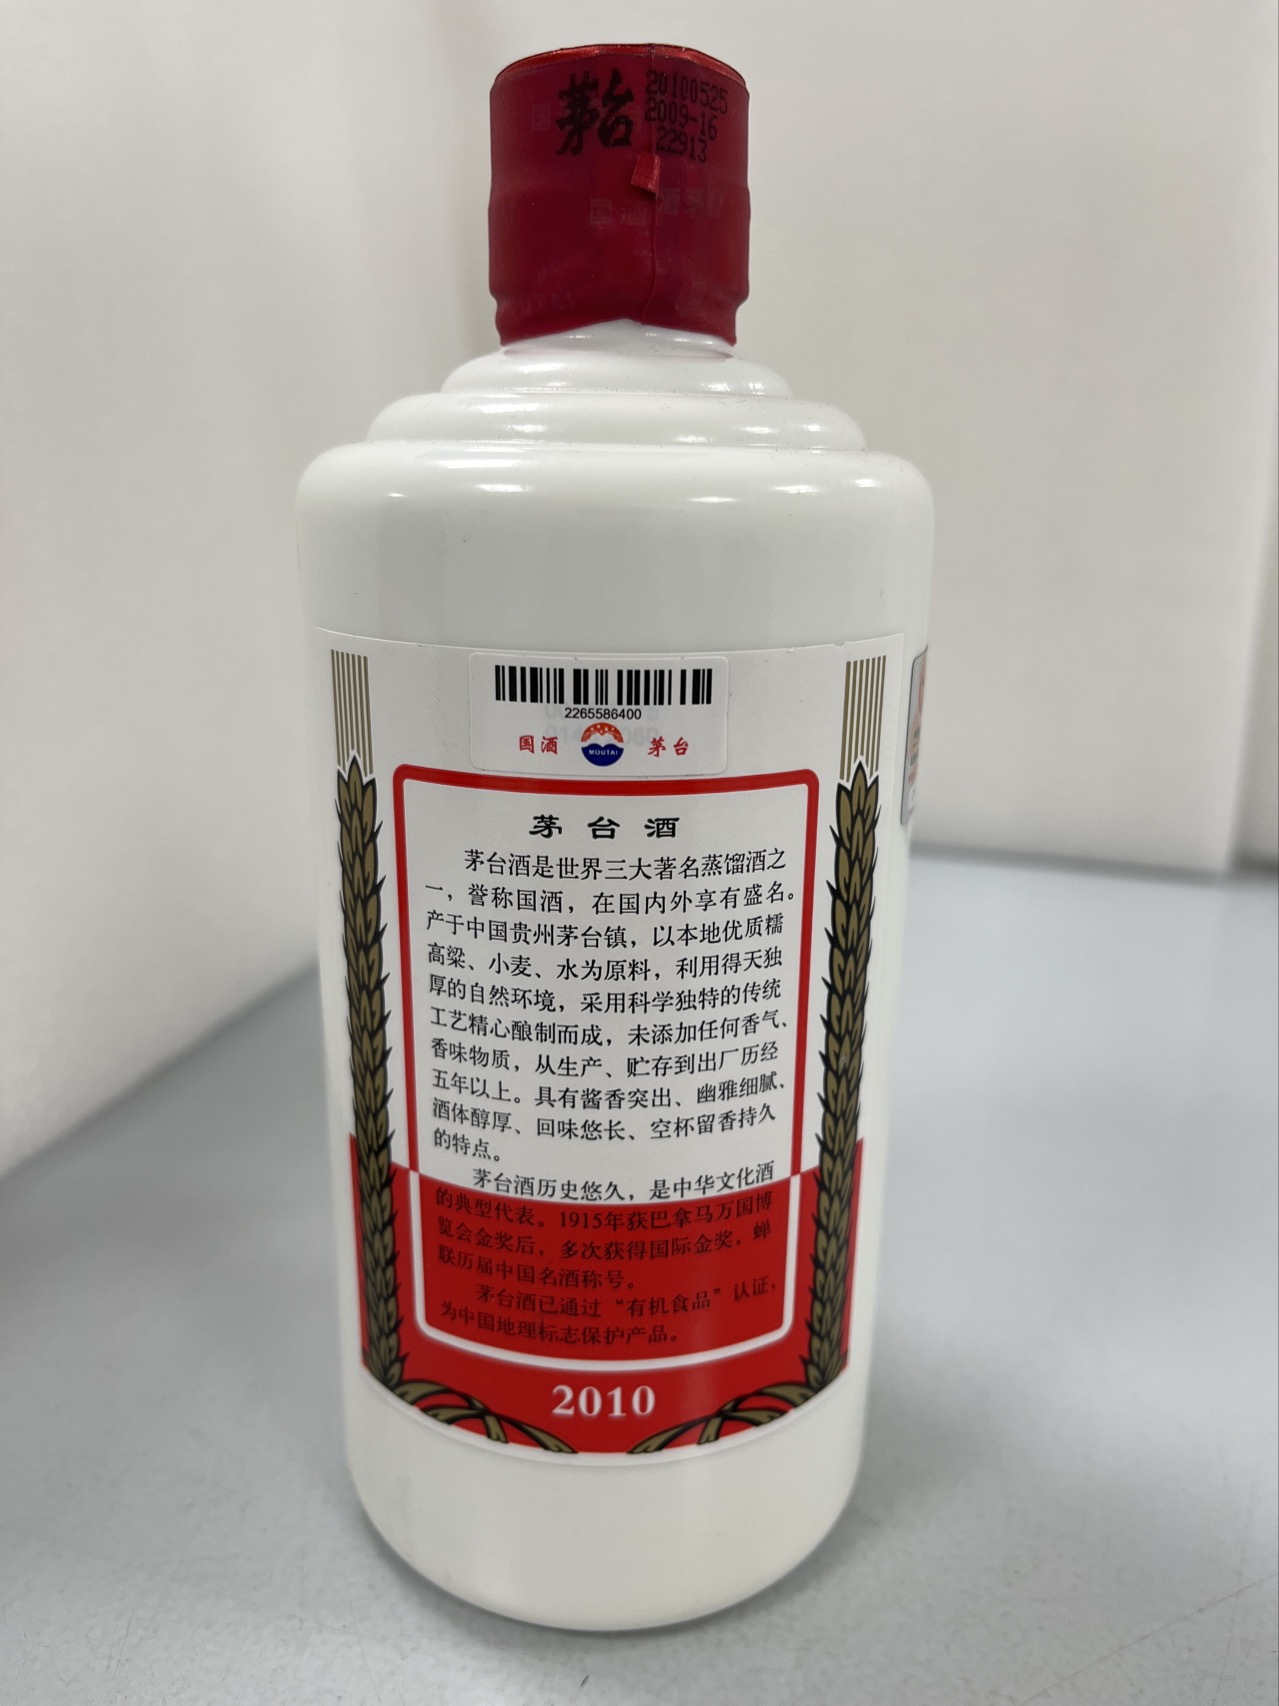 茅台
20100525
2009-16
22913
国酒茅台
2265586400
国酒 MOUTAI 茅台
茅台酒
茅台酒是世界三大著名蒸馏酒之
一，誉称国酒，在国内外享有盛名。
产于中国贵州茅台镇，以本地优质糯
高粱、小麦、水为原料，利用得天独
厚的自然环境，采用科学独特的传统
工艺精心酿制而成，未添加任何香气、
香味物质，从生产、贮存到出厂历经
五年以上。具有酱香突出、幽雅细腻、
酒体醇厚、回味悠长、空杯留香持久
的特点。
茅台酒历史悠久，是中华文化酒
的典型代表。1915年获巴拿马万国博
览会金奖后，多次获得国际金奖，蝉
联历届中国名酒称号。
茅台酒已通过“有机食品”认证，
为中国地理标志保护产品。
2010